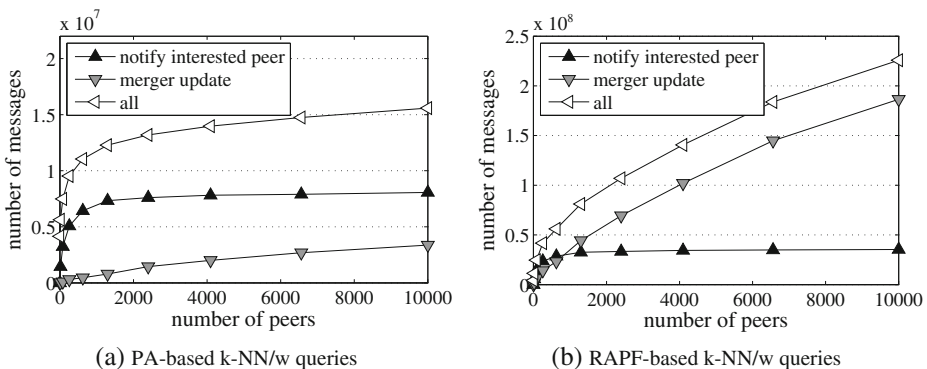 x 10^7
2
1.5
1
0.5
0
0 2000 4000 6000 8000 10000
number of messages
number of peers
notify interested peer
merger update
all
(a) PA-based k-NN/w queries
x 10^8
2.5
2
1.5
1
0.5
0
0 2000 4000 6000 8000 10000
number of messages
number of peers
notify interested peer
merger update
all
(b) RAPF-based k-NN/w queries